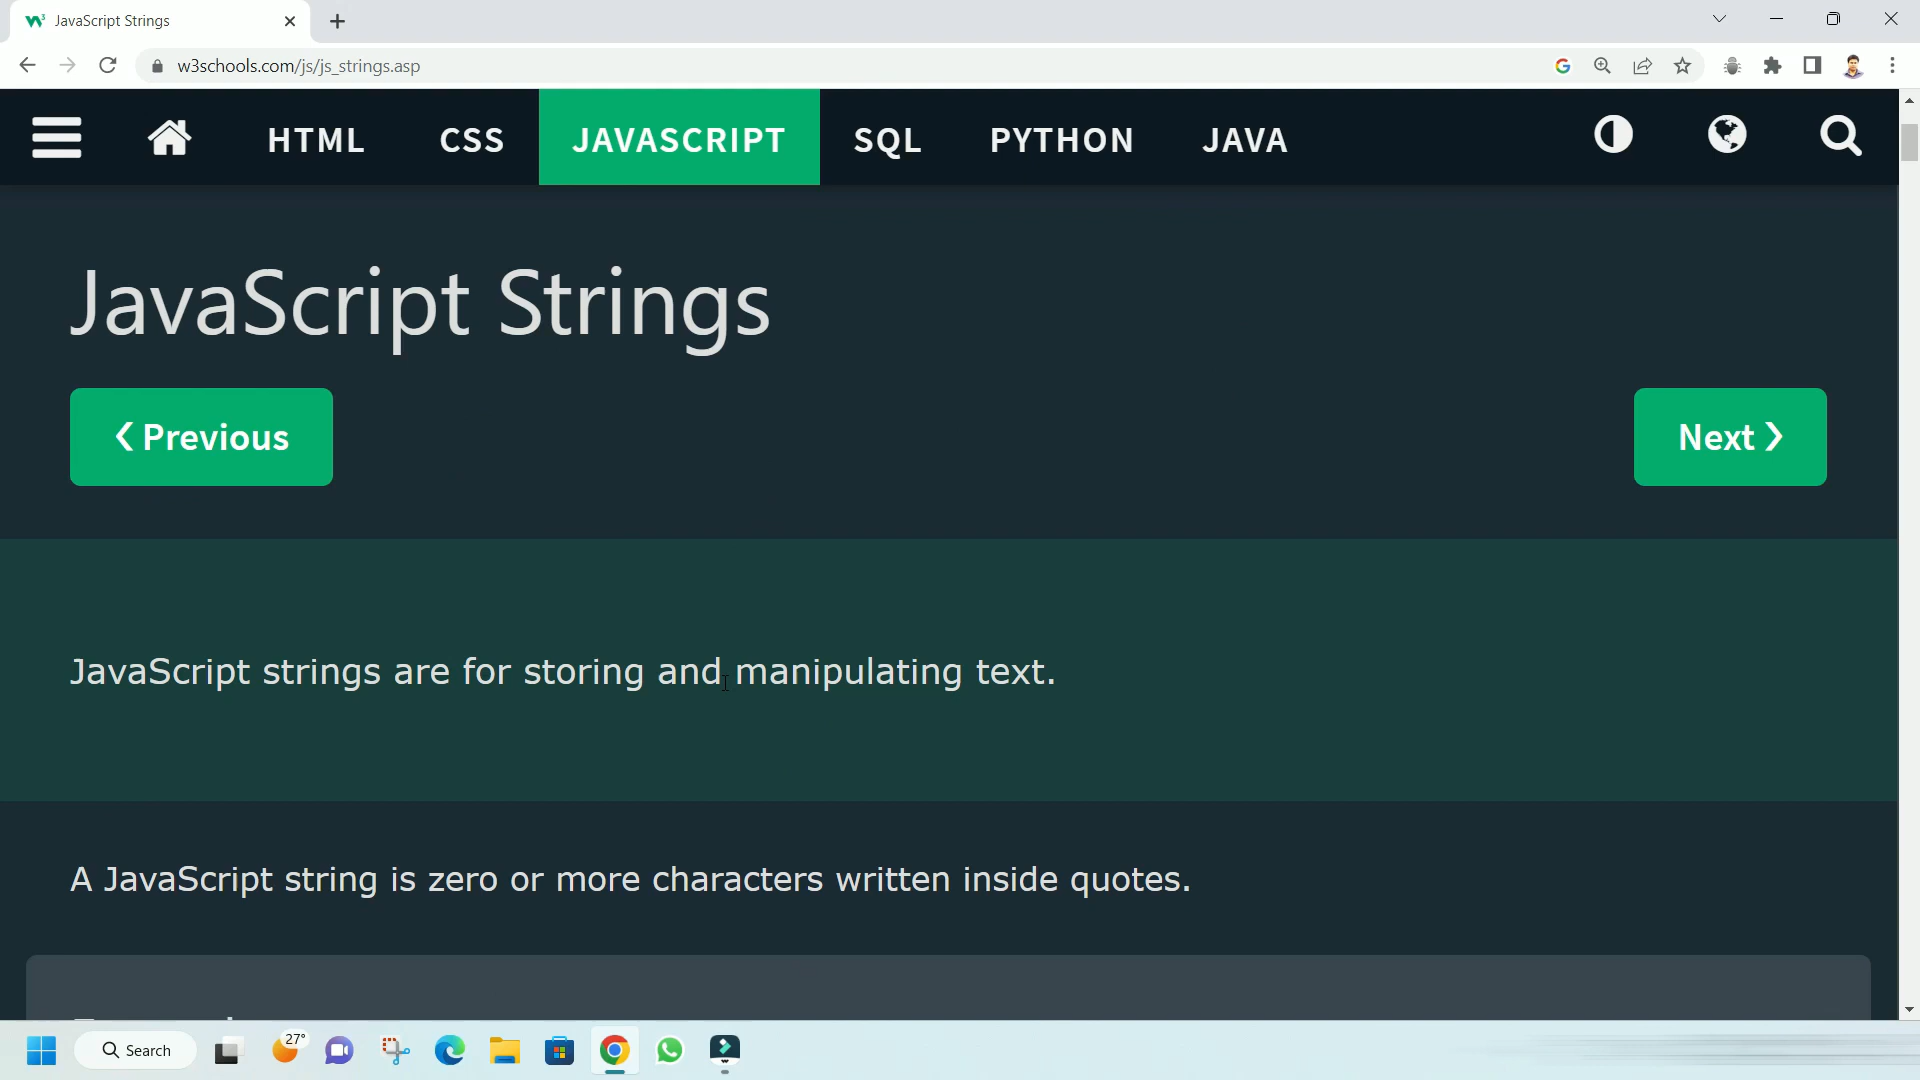 JavaScript Strings
w3schools.com/js/js_strings.asp
HTML CSS JAVASCRIPT SQL PYTHON JAVA
JavaScript Strings
❮ Previous
Next ❯
JavaScript strings are for storing and manipulating text.
A JavaScript string is zero or more characters written inside quotes.
27°
Search